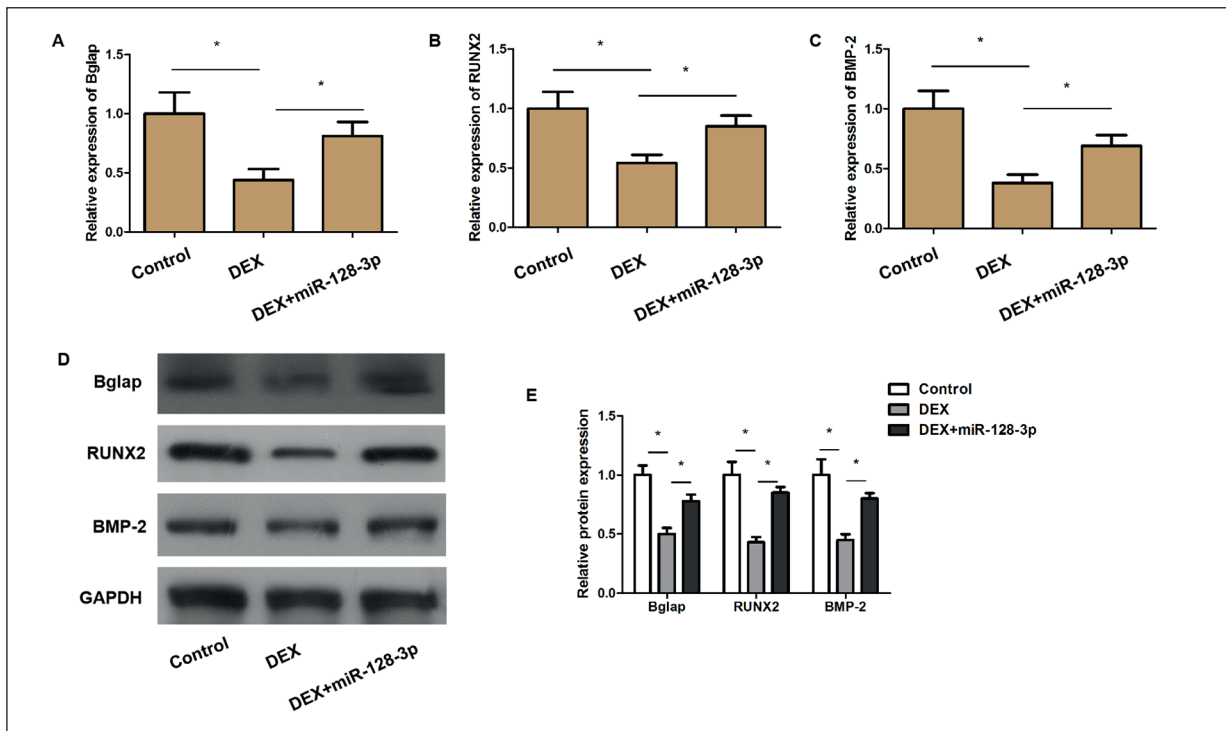 A
Relative expression of Bglap
1.5
1.0
0.5
0.0
*
*
Control
DEX
DEX+miR-128-3p
B
Relative expression of RUNX2
1.5
1.0
0.5
0.0
*
*
Control
DEX
DEX+miR-128-3p
C
Relative expression of BMP-2
1.5
1.0
0.5
0.0
*
*
Control
DEX
DEX+miR-128-3p
D
Bglap
RUNX2
BMP-2
GAPDH
Control
DEX
DEX+miR-128-3p
E
Control
DEX
DEX+miR-128-3p
Relative protein expression
1.5
1.0
0.5
0.0
*
*
*
*
*
*
Bglap
RUNX2
BMP-2